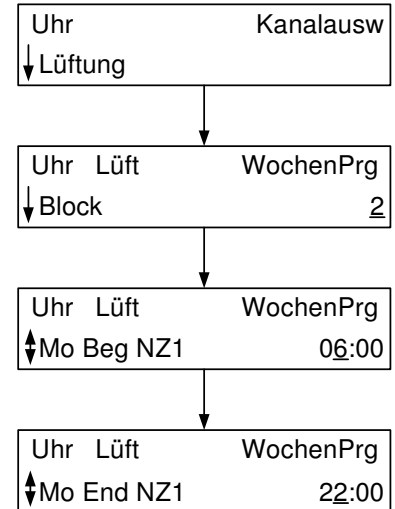 Uhr Kanalausw
Lüftung
Uhr Lüft WochenPrg
Block 2
Uhr Lüft WochenPrg
Mo Beg NZ1 06:00
Uhr Lüft WochenPrg
Mo End NZ1 22:00